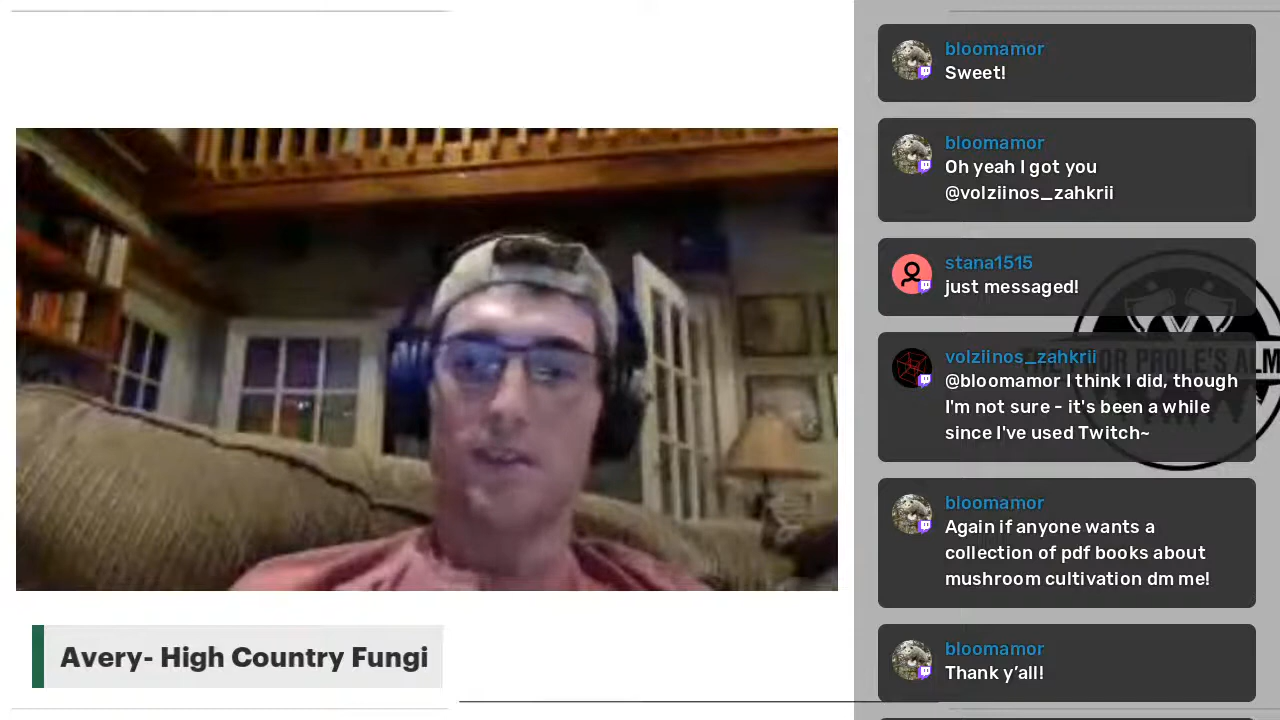 bloomamor
Sweet!
bloomamor
Oh yeah I got you
@volziinos_zahkrii
stana1515
just messaged!
volziinos_zahkrii
@bloomamor I think I did, though
I'm not sure - it's been a while
since I've used Twitch~
bloomamor
Again if anyone wants a
collection of pdf books about
mushroom cultivation dm me!
bloomamor
Thank y’all!
PROLE'S ALM
Avery- High Country Fungi